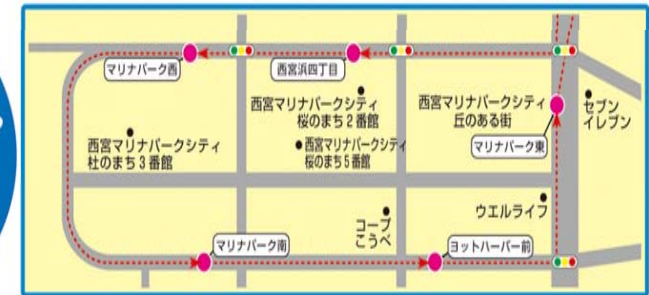 マリナパーク西
西宮浜四丁目
西宮マリナパークシティ
桜のまち2番館
西宮マリナパークシティ
丘のある街
セブン
イレブン
西宮マリナパークシティ
杜のまち3番館
西宮マリナパークシティ
桜のまち5番館
マリナパーク東
コープ
こうべ
ウエルライフ
マリナパーク南
ヨットハーバー前